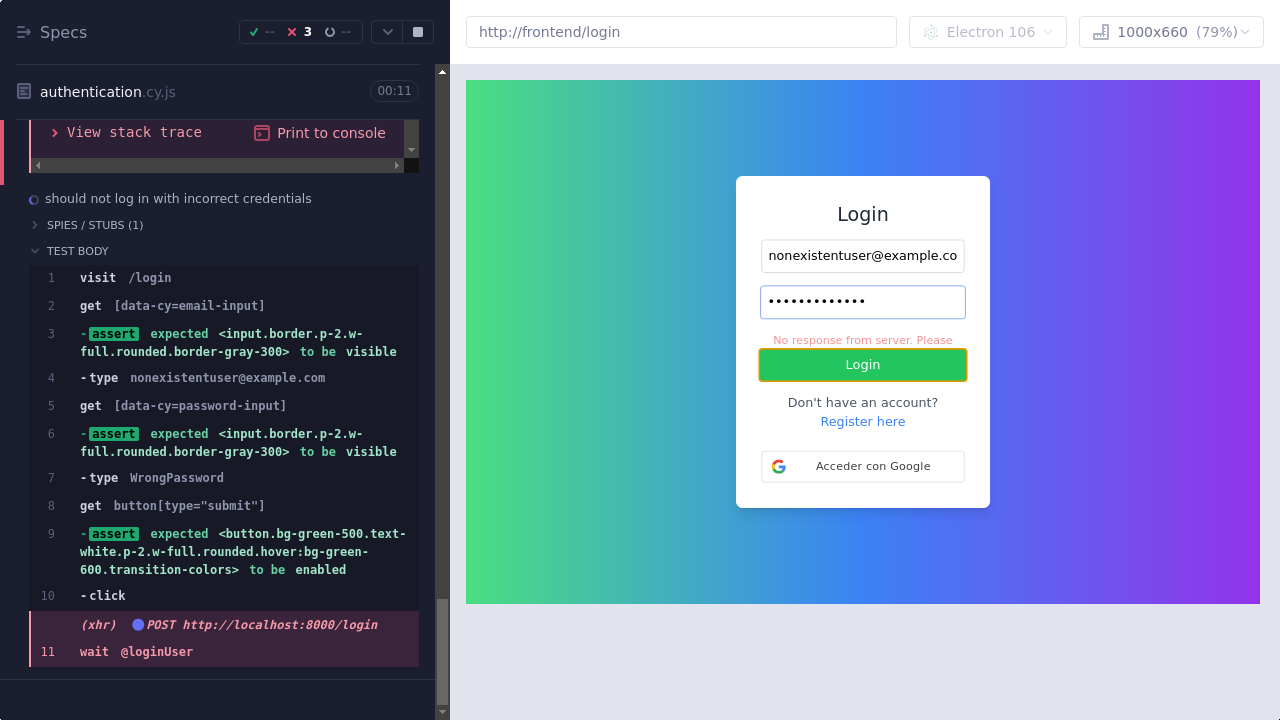 Specs
--
3
--
http://frontend/login
Electron 106
1000x660 (79%)
authentication.cy.js
00:11
View stack trace
Print to console
should not log in with incorrect credentials
SPIES / STUBS (1)
TEST BODY
1 visit /login
2 get [data-cy=email-input]
3 -assert expected <input.border.p-2.w-
full.rounded.border-gray-300> to be visible
4 -type nonexistentuser@example.com
5 get [data-cy=password-input]
6 -assert expected <input.border.p-2.w-
full.rounded.border-gray-300> to be visible
7 -type WrongPassword
8 get button[type="submit"]
9 -assert expected <button.bg-green-500.text-
white.p-2.w-full.rounded.hover:bg-green-
600.transition-colors> to be enabled
10 -click
(xhr) POST http://localhost:8000/login
11 wait @loginUser
Login
nonexistentuser@example.co
•••••••••••••
No response from server. Please
Login
Don't have an account?
Register here
Acceder con Google